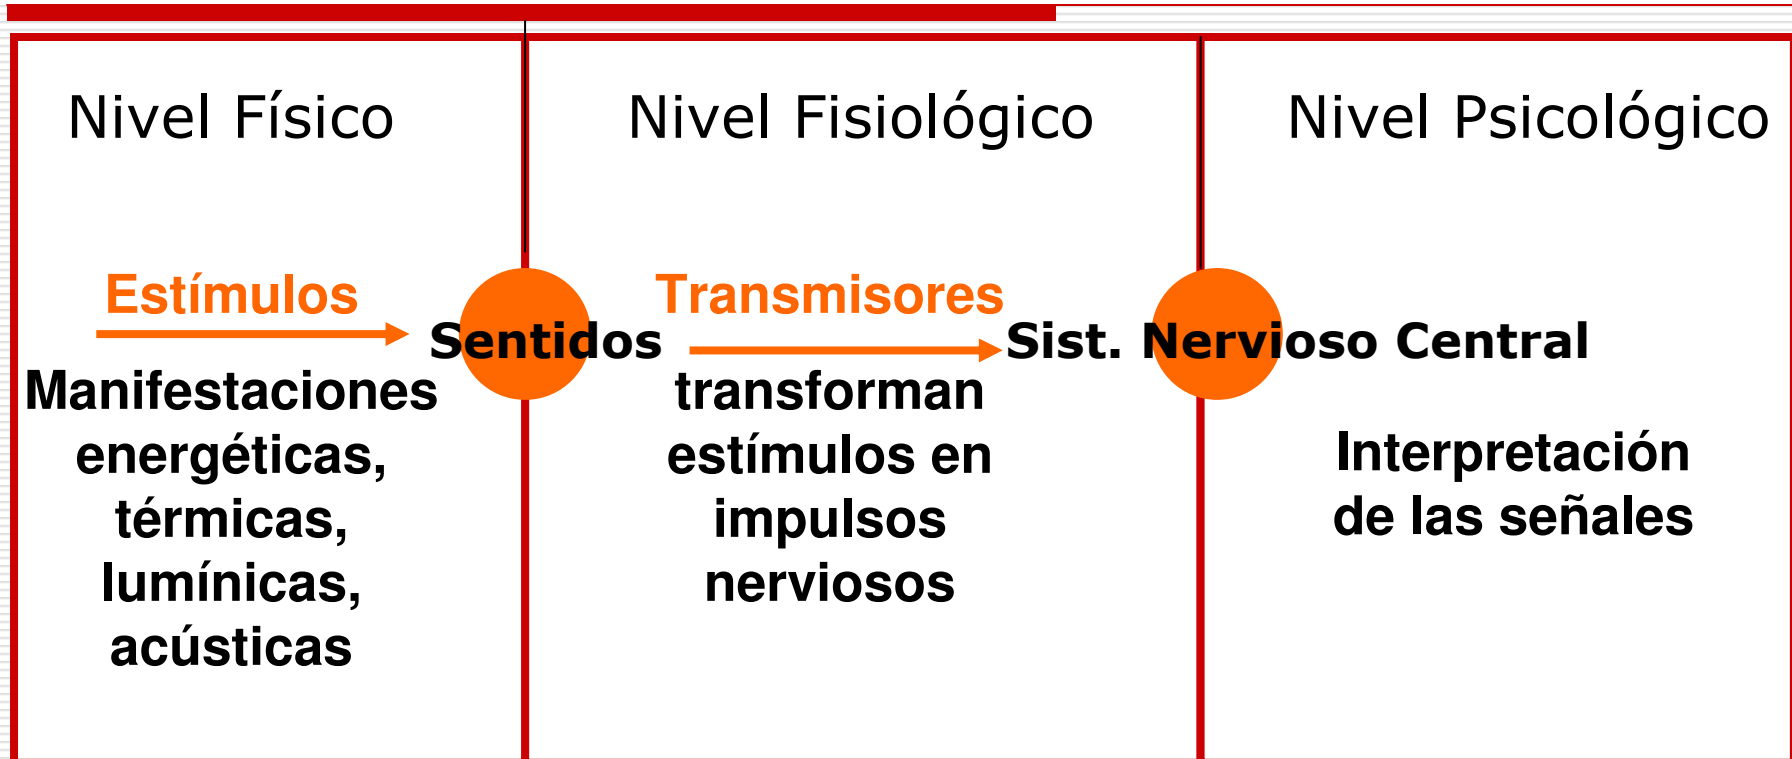 Nivel Físico
Nivel Fisiológico
Nivel Psicológico
Estímulos
Manifestaciones
energéticas,
térmicas,
lumínicas,
acústicas
Sentidos
Transmisores
transforman
estímulos en
impulsos
nerviosos
Sist. Nervioso Central
Interpretación
de las señales